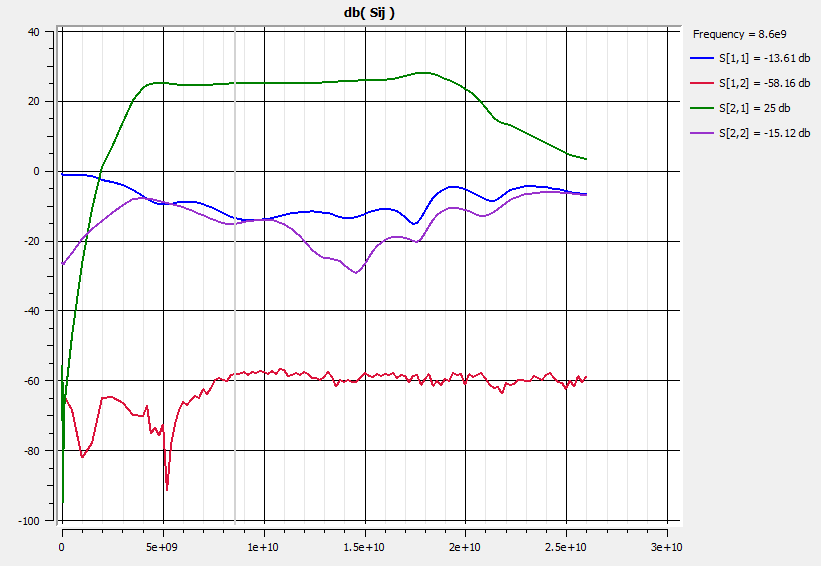 db( Sij )
Frequency = 8.6e9
S[1,1] = -13.61 db
S[1,2] = -58.16 db
S[2,1] = 25 db
S[2,2] = -15.12 db
40
20
0
-20
-40
-60
-80
-100
0 5e+09 1e+10 1.5e+10 2e+10 2.5e+10 3e+10